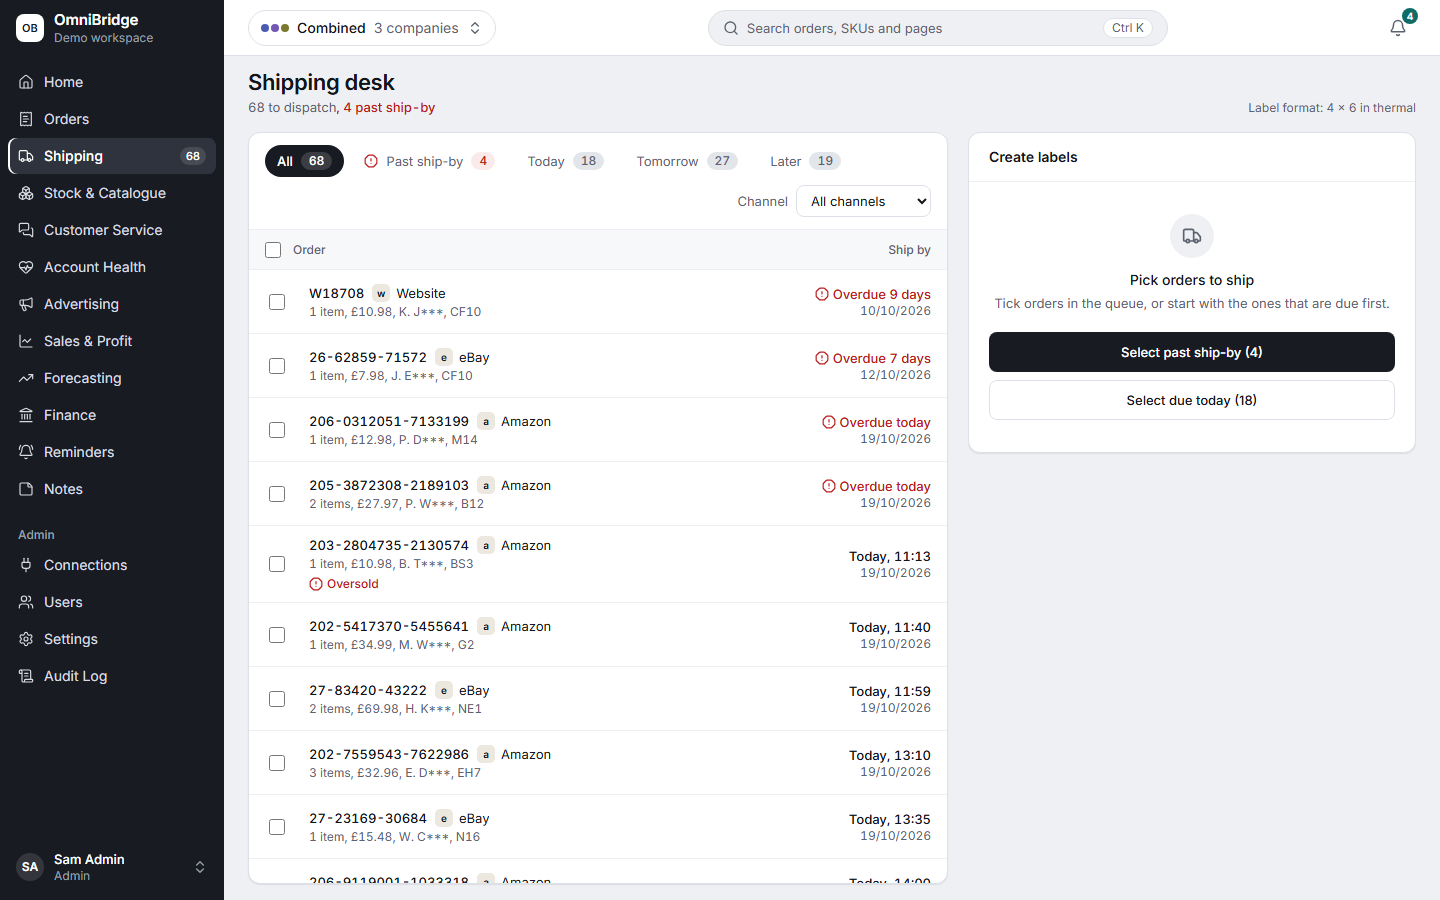 OB
OmniBridge
Demo workspace
Home
Orders
Shipping 68
Stock & Catalogue
Customer Service
Account Health
Advertising
Sales & Profit
Forecasting
Finance
Reminders
Notes
Admin
Connections
Users
Settings
Audit Log
SA
Sam Admin
Admin
Combined 3 companies
Search orders, SKUs and pages Ctrl K
4
Shipping desk
68 to dispatch, 4 past ship-by
Label format: 4 × 6 in thermal
All 68 Past ship-by 4 Today 18 Tomorrow 27 Later 19
Channel All channels
Order Ship by
W18708 w Website
1 item, £10.98, K. J***, CF10
Overdue 9 days
10/10/2026
26-62859-71572 e eBay
1 item, £7.98, J. E***, CF10
Overdue 7 days
12/10/2026
206-0312051-7133199 a Amazon
1 item, £12.98, P. D***, M14
Overdue today
19/10/2026
205-3872308-2189103 a Amazon
2 items, £27.97, P. W***, B12
Overdue today
19/10/2026
203-2804735-2130574 a Amazon
1 item, £10.98, B. T***, BS3
Oversold
Today, 11:13
19/10/2026
202-5417370-5455641 a Amazon
1 item, £34.99, M. W***, G2
Today, 11:40
19/10/2026
27-83420-43222 e eBay
2 items, £69.98, H. K***, NE1
Today, 11:59
19/10/2026
202-7559543-7622986 a Amazon
3 items, £32.96, E. D***, EH7
Today, 13:10
19/10/2026
27-23169-30684 e eBay
1 item, £15.48, W. C***, N16
Today, 13:35
19/10/2026
206-9119001-1033318 a Amazon
Today, 14:00
Create labels
Pick orders to ship
Tick orders in the queue, or start with the ones that are due first.
Select past ship-by (4)
Select due today (18)